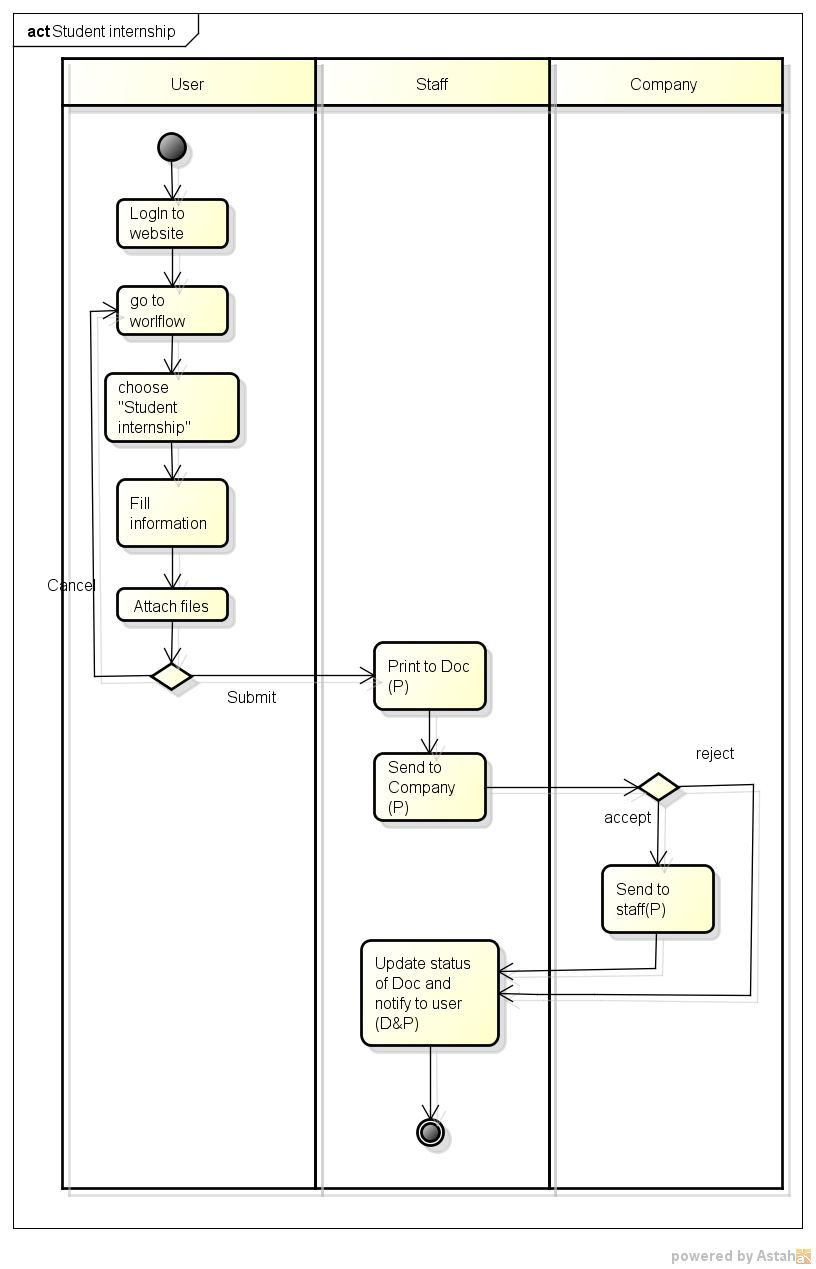 act Student internship
User
Staff
Company
LogIn to
website
go to
worlflow
choose
"Student
internship"
Fill
information
Cancel
Attach files
Submit
Print to Doc
(P)
Send to
Company
(P)
reject
accept
Send to
staff(P)
Update status
of Doc and
notify to user
(D&P)
powered by Astah